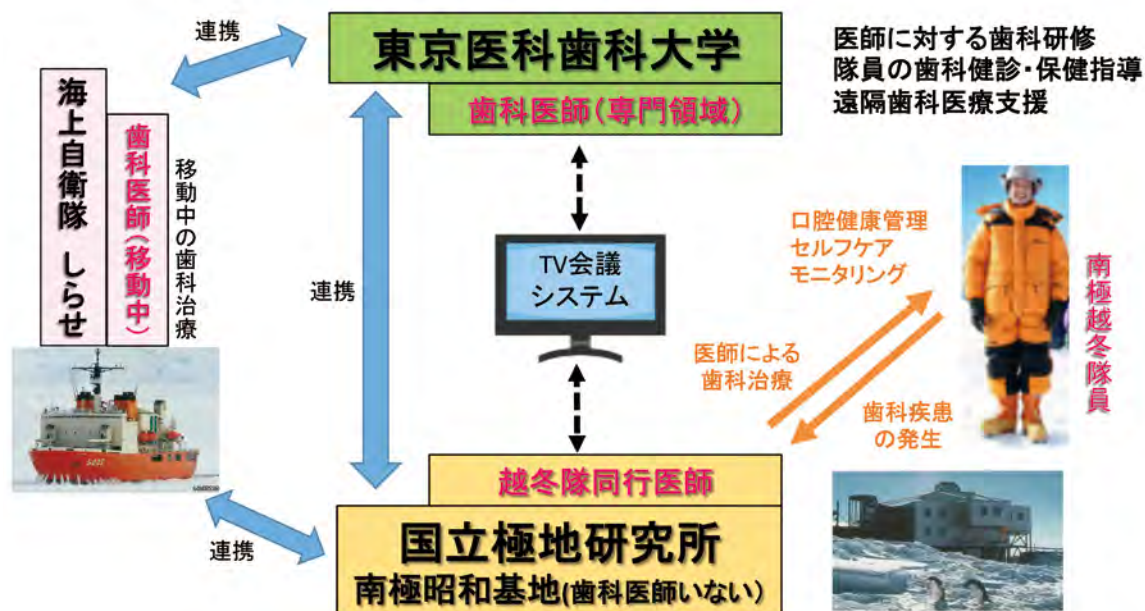 連携
東京医科歯科大学
歯科医師(専門領域)
医師に対する歯科研修
隊員の歯科健診・保健指導
遠隔歯科医療支援
海上自衛隊 しらせ
歯科医師(移動中)
移動中の歯科治療
連携
TV会議
システム
口腔健康管理
セルフケア
モニタリング
医師による
歯科治療
歯科疾患
の発生
南極越冬隊員
連携
越冬隊同行医師
国立極地研究所
南極昭和基地(歯科医師いない)